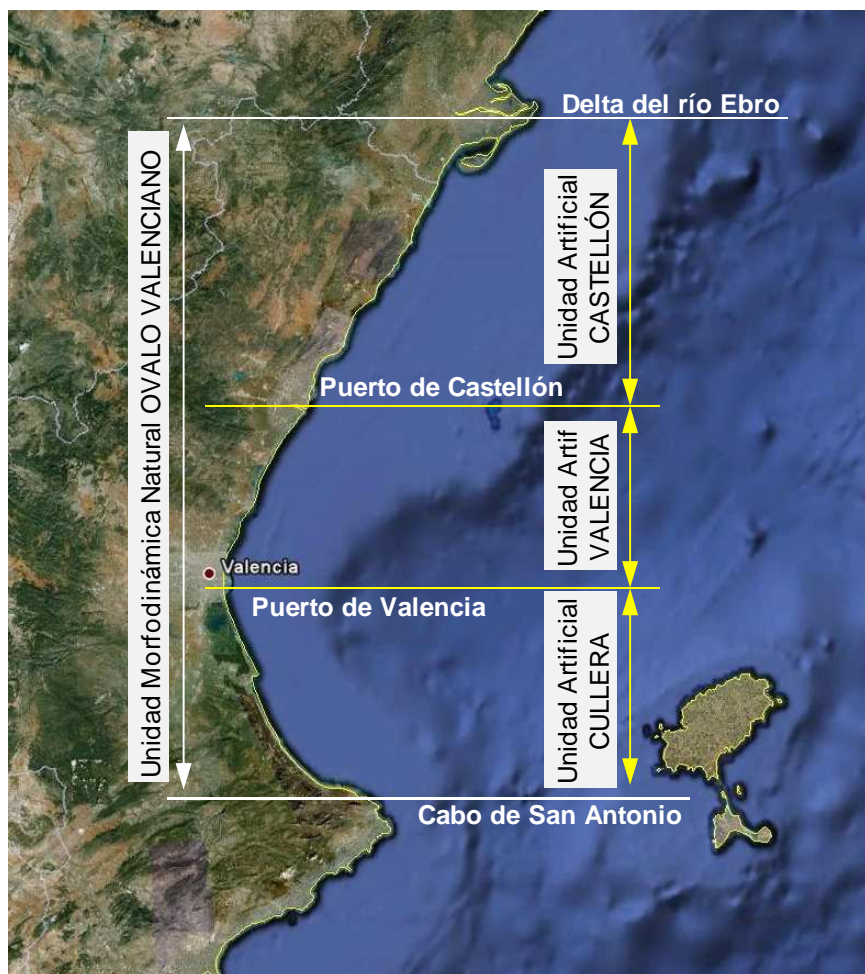 Delta del río Ebro
Unidad Morfodinámica Natural OVALO VALENCIANO
Unidad Artificial
CASTELLÓN
Puerto de Castellón
Unidad Artif
VALENCIA
Valencia
Puerto de Valencia
Unidad Artificial
CULLERA
Cabo de San Antonio